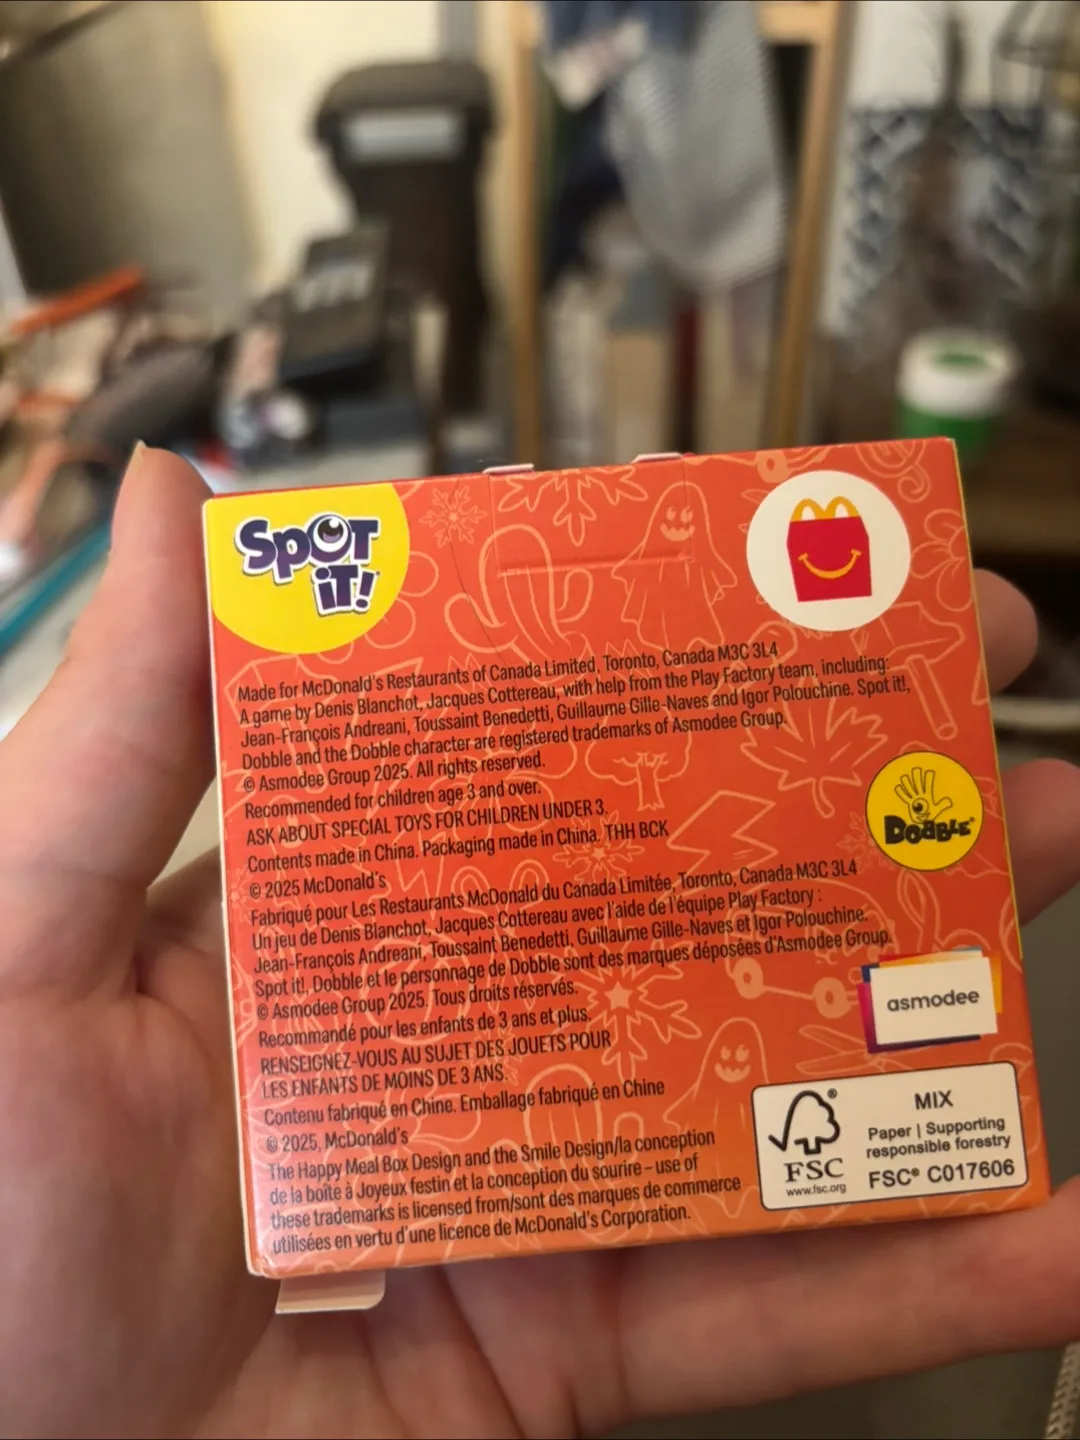 SpOT
iT!
Made for McDonald's Restaurants of Canada Limited, Toronto, Canada M3C 3L4
A game by Denis Blanchot, Jacques Cottereau, with help from the Play Factory team, including:
Jean-François Andreani, Toussaint Benedetti, Guillaume Gille-Naves and Igor Polouchine. Spot it!,
Dobble and the Dobble character are registered trademarks of Asmodee Group.
© Asmodee Group 2025. All rights reserved.
Recommended for children age 3 and over.
ASK ABOUT SPECIAL TOYS FOR CHILDREN UNDER 3.
Contents made in China. Packaging made in China. THH BCK
© 2025 McDonald's
Fabriqué pour Les Restaurants McDonald du Canada Limitée, Toronto, Canada M3C 3L4
Un jeu de Denis Blanchot, Jacques Cottereau avec l'aide de l'équipe Play Factory :
Jean-François Andreani, Toussaint Benedetti, Guillaume Gille-Naves et Igor Polouchine.
Spot it!, Dobble et le personnage de Dobble sont des marques déposées d'Asmodee Group.
© Asmodee Group 2025. Tous droits réservés.
Recommandé pour les enfants de 3 ans et plus.
RENSEIGNEZ-VOUS AU SUJET DES JOUETS POUR
LES ENFANTS DE MOINS DE 3 ANS.
Contenu fabriqué en Chine. Emballage fabriqué en Chine
© 2025, McDonald's
The Happy Meal Box Design and the Smile Design/la conception
de la boîte à Joyeux festin et la conception du sourire – use of
these trademarks is licensed from/sont des marques de commerce
utilisées en vertu d'une licence de McDonald's Corporation.
DOBBLE®
asmodee
®
FSC
www.fsc.org
MIX
Paper | Supporting
responsible forestry
FSC® C017606